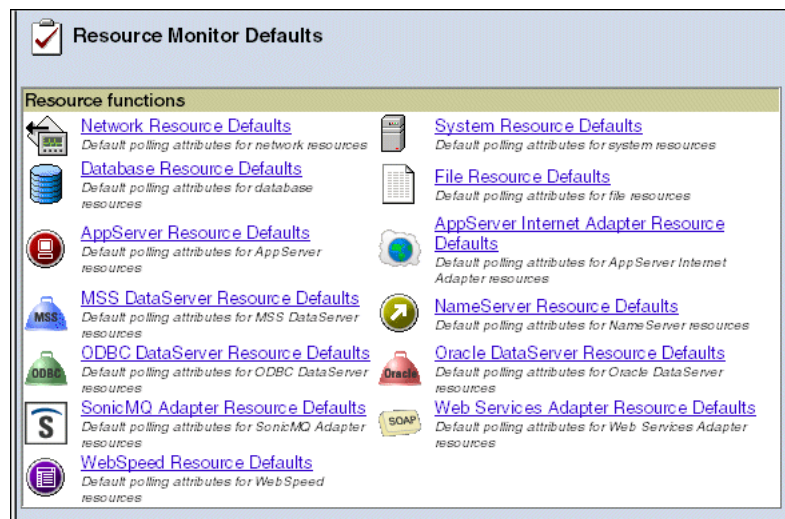 Resource Monitor Defaults
Resource functions
Network Resource Defaults
Default polling attributes for network resources
System Resource Defaults
Default polling attributes for system resources
Database Resource Defaults
Default polling attributes for database
resources
File Resource Defaults
Default polling attributes for file resources
AppServer Resource Defaults
Default polling attributes for AppServer
resources
AppServer Internet Adapter Resource
Defaults
Default polling attributes for AppServer Internet
Adapter resources
MSS
MSS DataServer Resource Defaults
Default polling attributes for MSS DataServer
resources
NameServer Resource Defaults
Default polling attributes for NameServer resources
ODBC
ODBC DataServer Resource Defaults
Default polling attributes for ODBC DataServer
resources
Oracle
Oracle DataServer Resource Defaults
Default polling attributes for Oracle DataServer
resources
S
SonicMQ Adapter Resource Defaults
Default polling attributes for SonicMQ Adapter
resources
SOAP
Web Services Adapter Resource Defaults
Default polling attributes for Web Services Adapter
resources
WebSpeed Resource Defaults
Default polling attributes for WebSpeed
resources